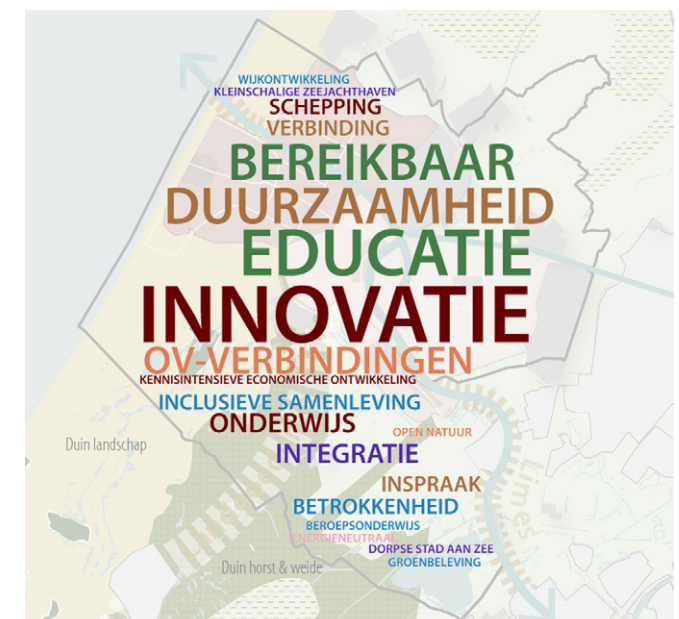 WIJKONTWIKKELING
KLEINSCHALIGE ZEEJACHTHAVEN
SCHEPPING
VERBINDING
BEREIKBAAR
DUURZAAMHEID
EDUCATIE
INNOVATIE
OV-VERBINDINGEN
KENNISINTENSIEVE ECONOMISCHE ONTWIKKELING
INCLUSIEVE SAMENLEVING
ONDERWIJS
OPEN NATUUR
Duin landschap
INTEGRATIE
Limes
INSPRAAK
BETROKKENHEID
BEROEPSONDERWIJS
ENERGIENEUTRAAL
DORPSE STAD AAN ZEE
GROENBELEVING
Duin horst & weide